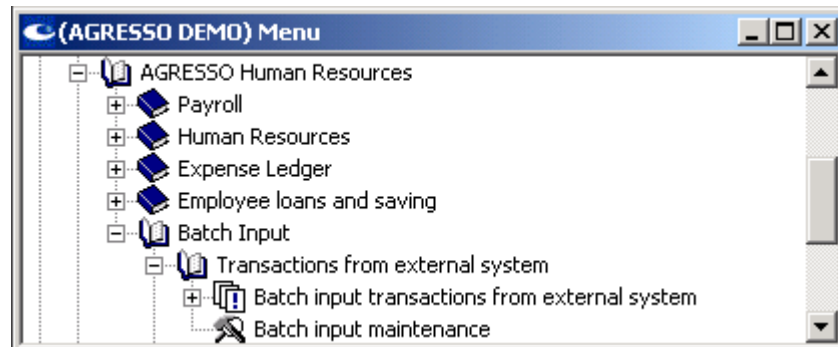 (AGRESSO DEMO) Menu
AGRESSO Human Resources
Payroll
Human Resources
Expense Ledger
Employee loans and saving
Batch Input
Transactions from external system
Batch input transactions from external system
Batch input maintenance